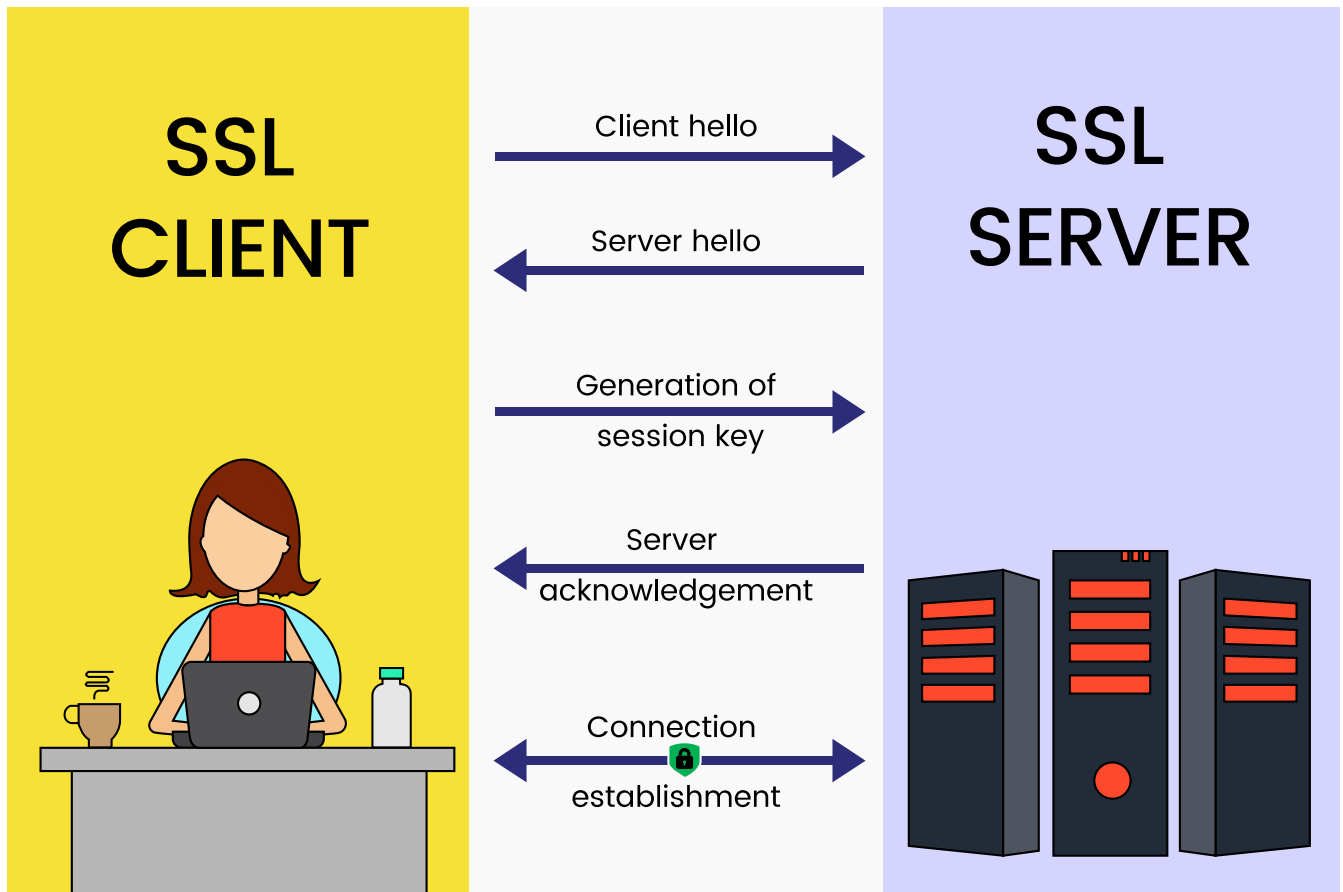 SSL
CLIENT
Client hello
Server hello
Generation of
session key
Server
acknowledgement
Connection
establishment
SSL
SERVER